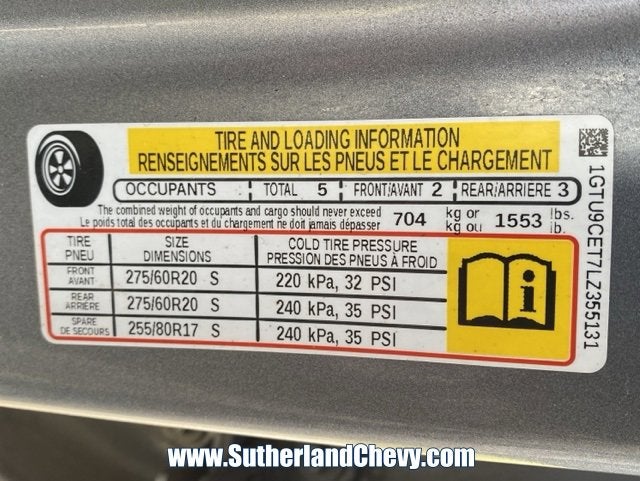 TIRE AND LOADING INFORMATION
RENSEIGNEMENTS SUR LES PNEUS ET LE CHARGEMENT
OCCUPANTS TOTAL 5 FRONT/AVANT 2 REAR/ARRIERE 3
The combined weight of occupants and cargo should never exceed 704 kg or 1553 lbs.
Le poids total des occupants et du chargement ne doit jamais dépasser kg ou lb.
TIRE PNEU SIZE DIMENSIONS COLD TIRE PRESSURE PRESSION DES PNEUS À FROID
FRONT AVANT 275/60R20 S 220 kPa, 32 PSI
REAR ARRIÈRE 275/60R20 S 240 kPa, 35 PSI
SPARE DE SECOURS 255/80R17 S 240 kPa, 35 PSI
i
1GTU9CET7LZ355131
www.SutherlandChevy.com